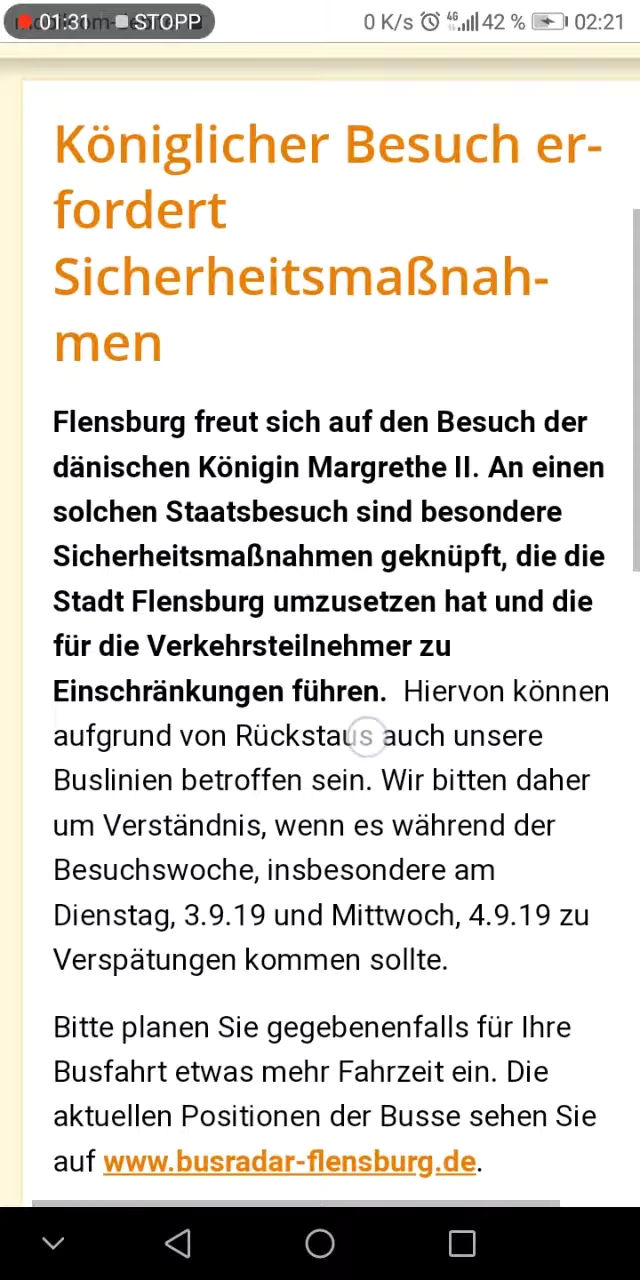 01:31 STOPP 0 K/s 46 42 % 02:21
Königlicher Besuch er-
fordert
Sicherheitsmaßnah-
men
Flensburg freut sich auf den Besuch der
dänischen Königin Margrethe II. An einen
solchen Staatsbesuch sind besondere
Sicherheitsmaßnahmen geknüpft, die die
Stadt Flensburg umzusetzen hat und die
für die Verkehrsteilnehmer zu
Einschränkungen führen. Hiervon können
aufgrund von Rückstaus auch unsere
Buslinien betroffen sein. Wir bitten daher
um Verständnis, wenn es während der
Besuchswoche, insbesondere am
Dienstag, 3.9.19 und Mittwoch, 4.9.19 zu
Verspätungen kommen sollte.
Bitte planen Sie gegebenenfalls für Ihre
Busfahrt etwas mehr Fahrzeit ein. Die
aktuellen Positionen der Busse sehen Sie
auf www.busradar-flensburg.de.